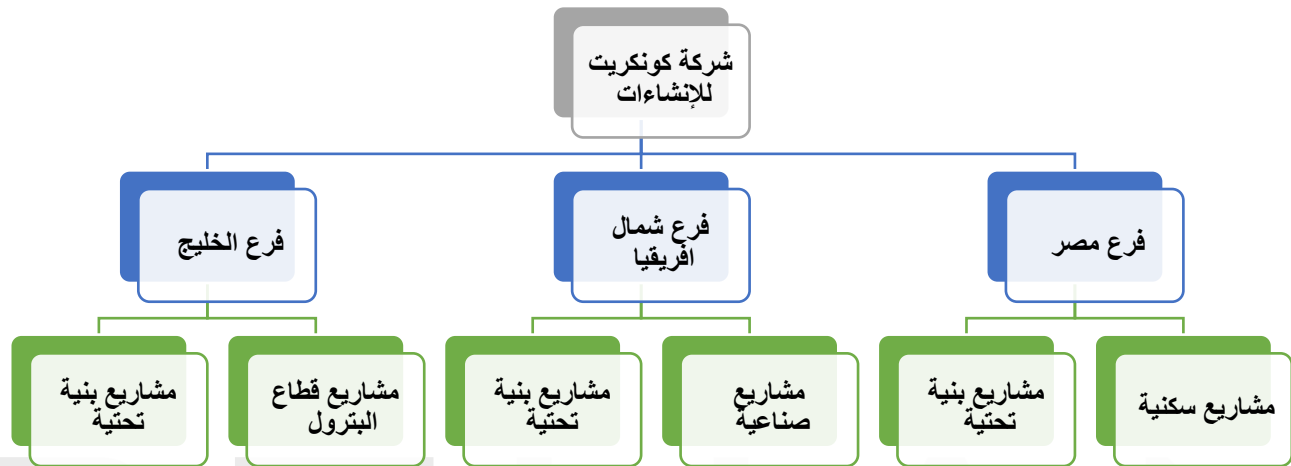 شركة كونكريت
للإنشاءات
فرع مصر
فرع شمال
افريقيا
فرع الخليج
مشاريع سكنية
مشاريع بنية
تحتية
مشاريع
صناعية
مشاريع بنية
تحتية
مشاريع قطاع
البترول
مشاريع بنية
تحتية